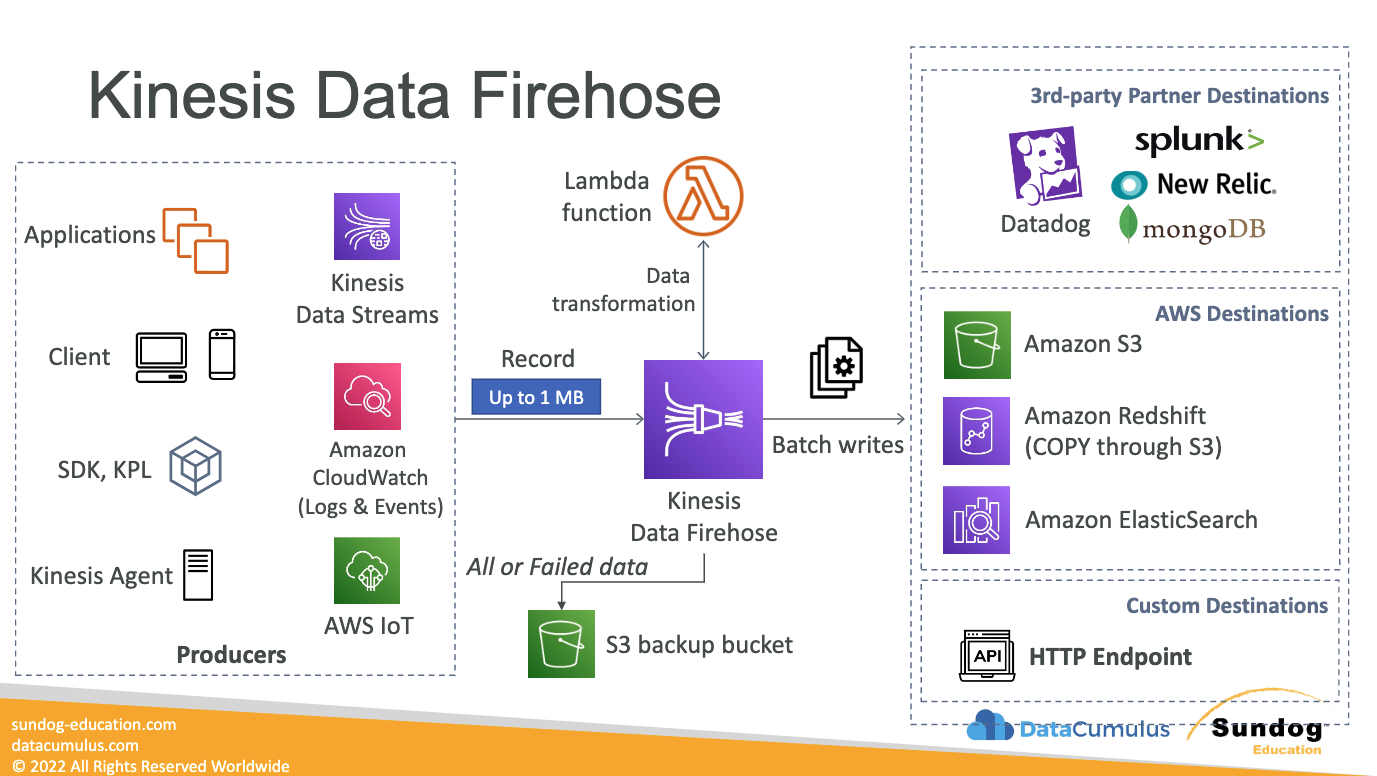 Kinesis Data Firehose
Applications
Client
SDK, KPL
Kinesis Agent
Kinesis
Data Streams
Amazon
CloudWatch
(Logs & Events)
AWS IoT
Producers
Record
Up to 1 MB
Lambda
function
Data
transformation
Kinesis
Data Firehose
All or Failed data
S3 backup bucket
Batch writes
3rd-party Partner Destinations
Datadog
splunk>
New Relic.
mongoDB
AWS Destinations
Amazon S3
Amazon Redshift
(COPY through S3)
Amazon ElasticSearch
Custom Destinations
API
HTTP Endpoint
sundog-education.com
datacumulus.com
© 2022 All Rights Reserved Worldwide
DataCumulus
Sundog
Education